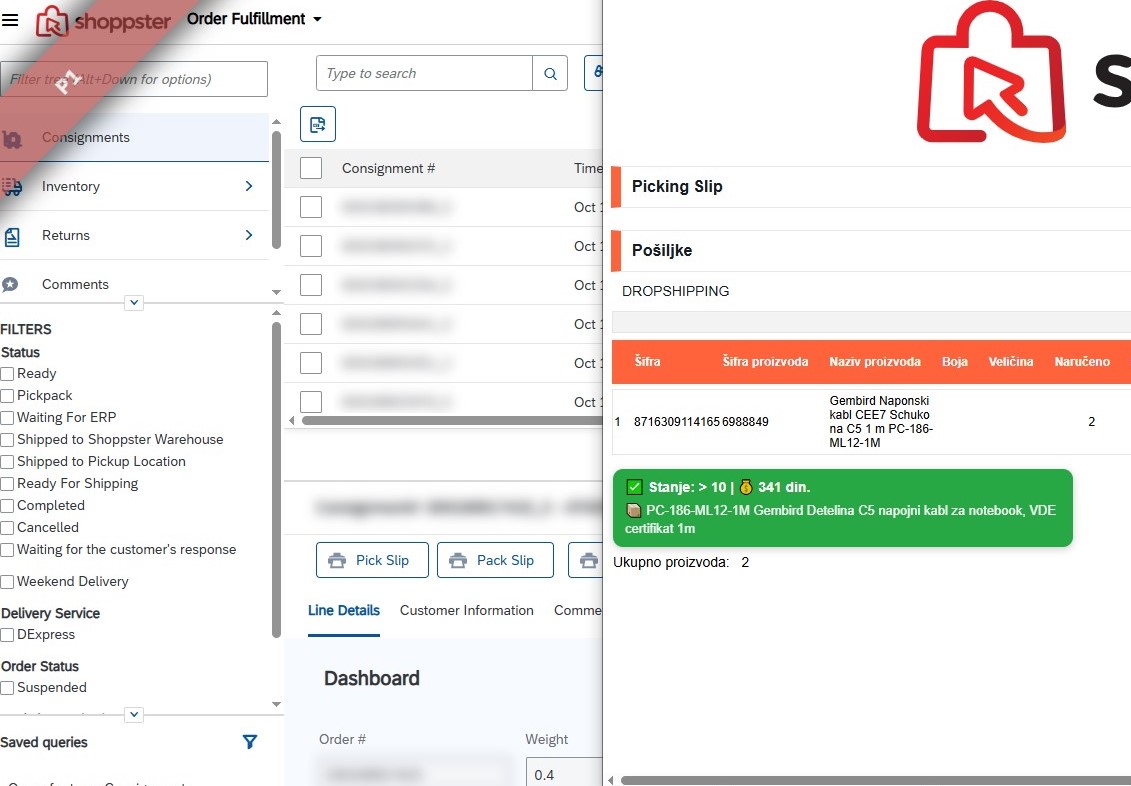 shoppster
Order Fulfillment
P1
Filter tree (Alt+Down for options)
Consignments
Inventory
Returns
Comments
FILTERS
Status
Ready
Pickpack
Waiting For ERP
Shipped to Shoppster Warehouse
Shipped to Pickup Location
Ready For Shipping
Completed
Cancelled
Waiting for the customer's response
Weekend Delivery
Delivery Service
DExpress
Order Status
Suspended
Saved queries
Type to search
Consignment #
Time
Oct 1
Oct 1
Oct 1
Oct 1
Oct 1
Oct 1
Pick Slip
Pack Slip
Line Details
Customer Information
Comme
Dashboard
Order #
Weight
0.4
S
Picking Slip
Pošiljke
DROPSHIPPING
Šifra Šifra proizvoda Naziv proizvoda Boja Veličina Naručeno
1 8716309114165 6988849
Gembird Naponski
kabl CEE7 Schuko
na C5 1 m PC-186-
ML12-1M
2
Stanje: > 10 | 341 din.
PC-186-ML12-1M Gembird Detelina C5 napojni kabl za notebook, VDE
certifikat 1m
Ukupno proizvoda: 2